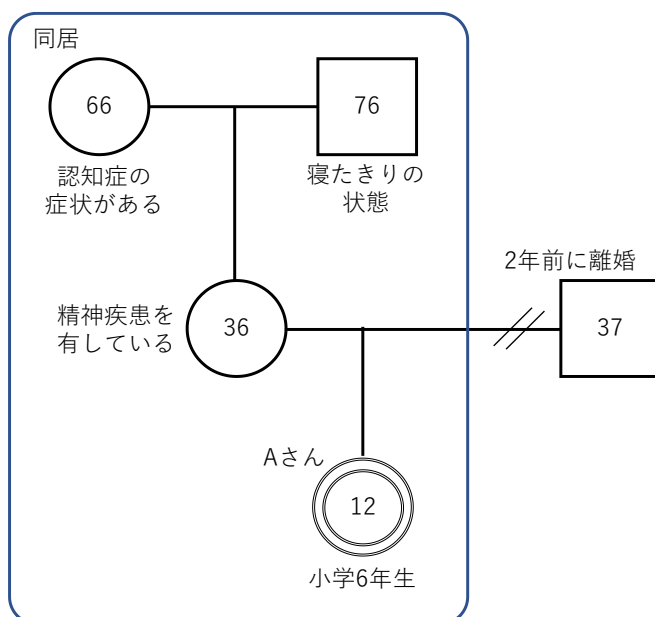 同居
66
76
認知症の
症状がある
寝たきりの
状態
2年前に離婚
精神疾患を
有している
36
37
Aさん
12
小学6年生